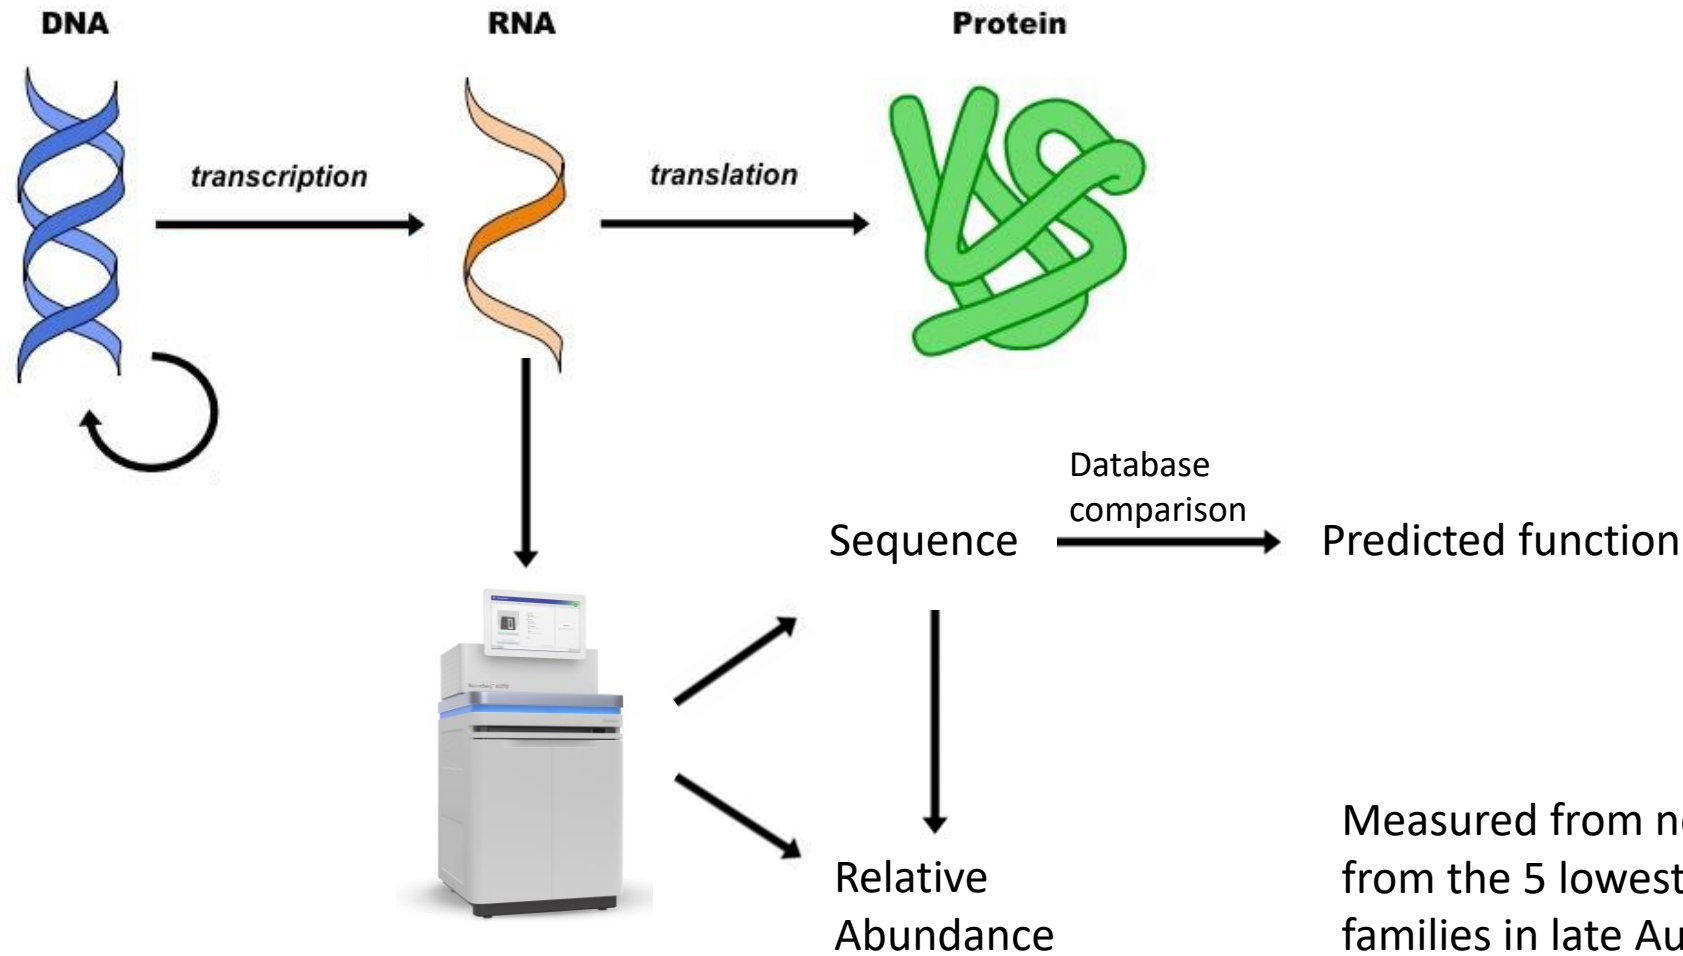 DNA
RNA
Protein
transcription
translation
Database
comparison
Sequence
Predicted function
Relative
Abundance
Measured from
from the 5 lowest
families in late